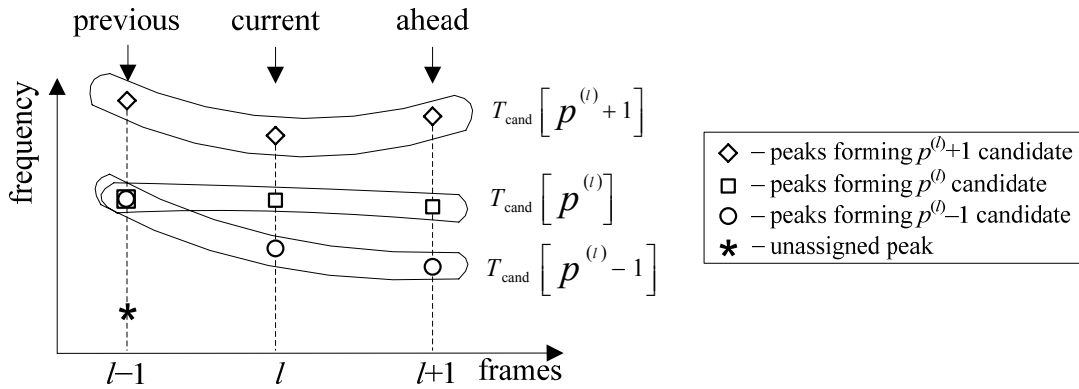 previous current ahead
frequency
T_cand [ p^(l) + 1 ]
T_cand [ p^(l) ]
T_cand [ p^(l) − 1 ]
l−1 l l+1 frames
◇ – peaks forming p^(l)+1 candidate
□ – peaks forming p^(l) candidate
○ – peaks forming p^(l)−1 candidate
* – unassigned peak